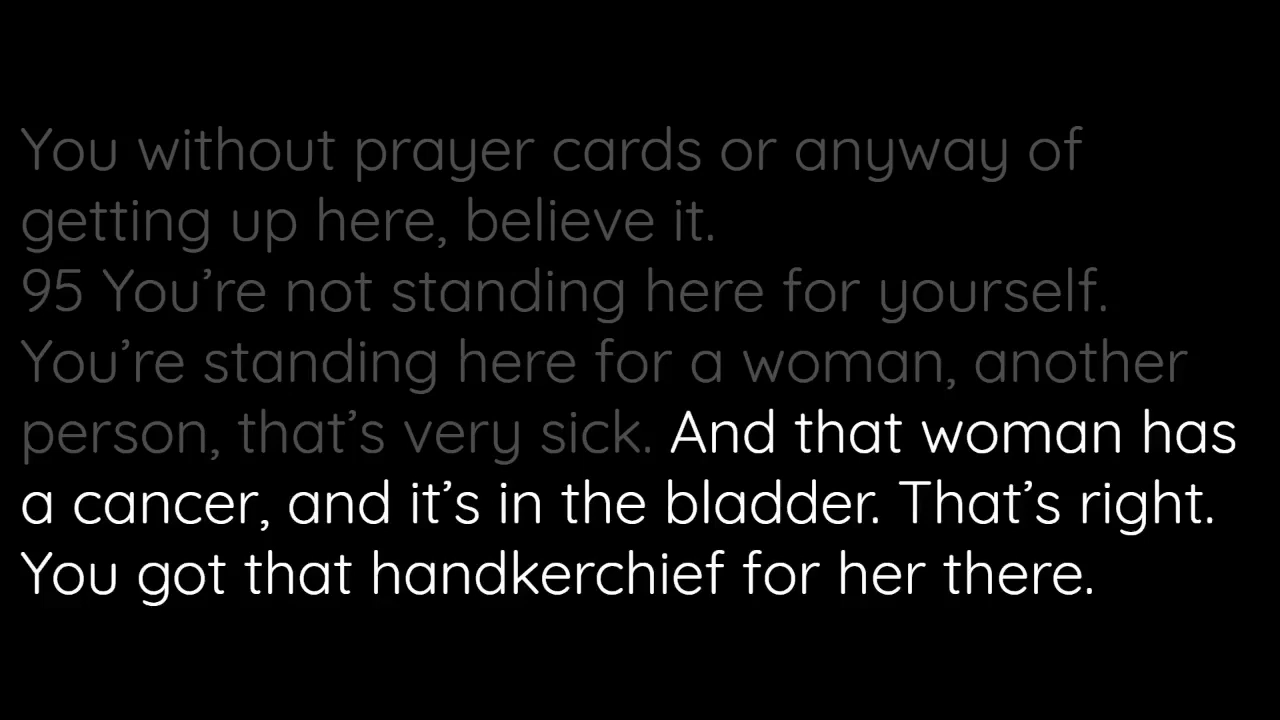 You without prayer cards or anyway of
getting up here, believe it.
95 You’re not standing here for yourself.
You’re standing here for a woman, another
person, that’s very sick. And that woman has
a cancer, and it’s in the bladder. That’s right.
You got that handkerchief for her there.